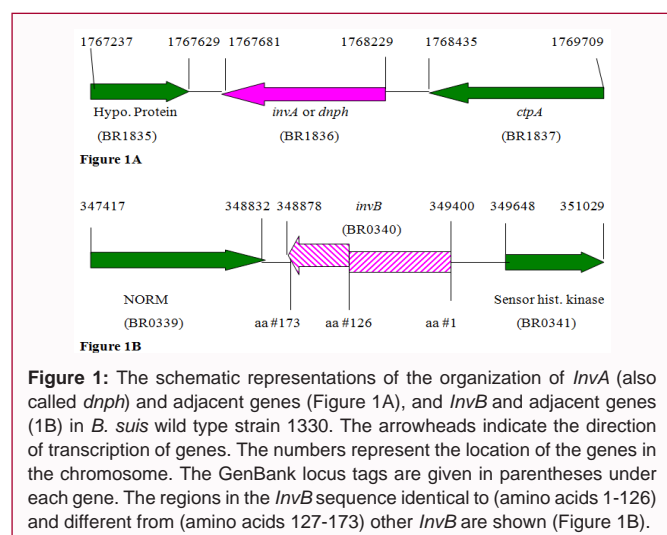 1767237 1767629 1767681 1768229 1768435 1769709
Hypo. Protein invA or dnph ctpA
(BR1835) (BR1836) (BR1837)
Figure 1A
347417 348832 348878 invB 349400 349648 351029
(BR0340)
NORM Sensor hist. kinase
(BR0339) aa #173 aa #126 aa #1 (BR0341)
Figure 1B
Figure 1: The schematic representations of the organization of InvA (also
called dnph) and adjacent genes (Figure 1A), and InvB and adjacent genes
(1B) in B. suis wild type strain 1330. The arrowheads indicate the direction
of transcription of genes. The numbers represent the location of the genes in
the chromosome. The GenBank locus tags are given in parentheses under
each gene. The regions in the InvB sequence identical to (amino acids 1-126)
and different from (amino acids 127-173) other InvB are shown (Figure 1B).